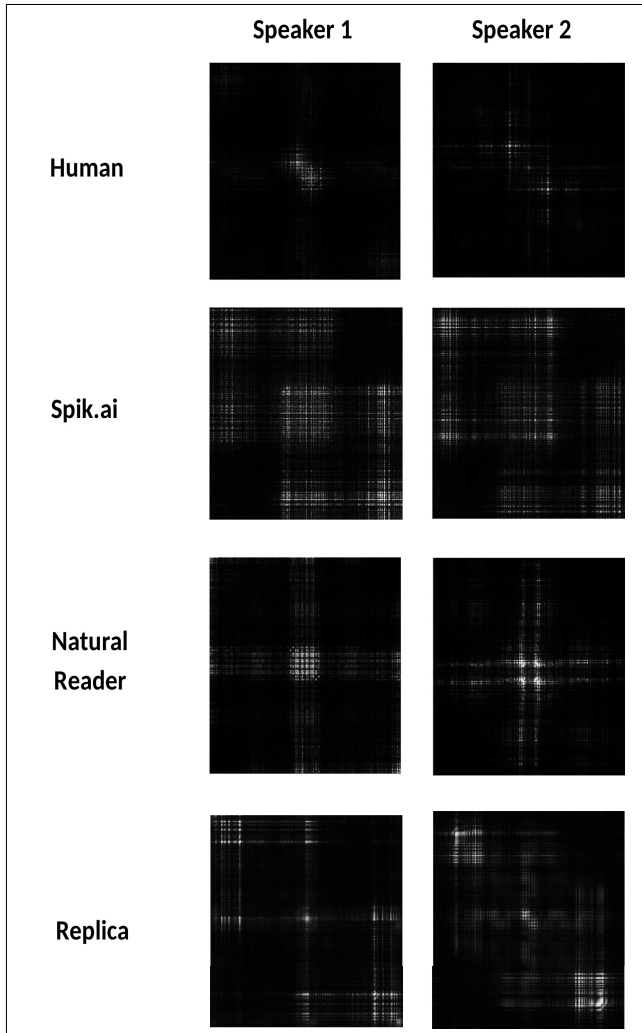 Speaker 1 Speaker 2
Human
Spik.ai
Natural
Reader
Replica